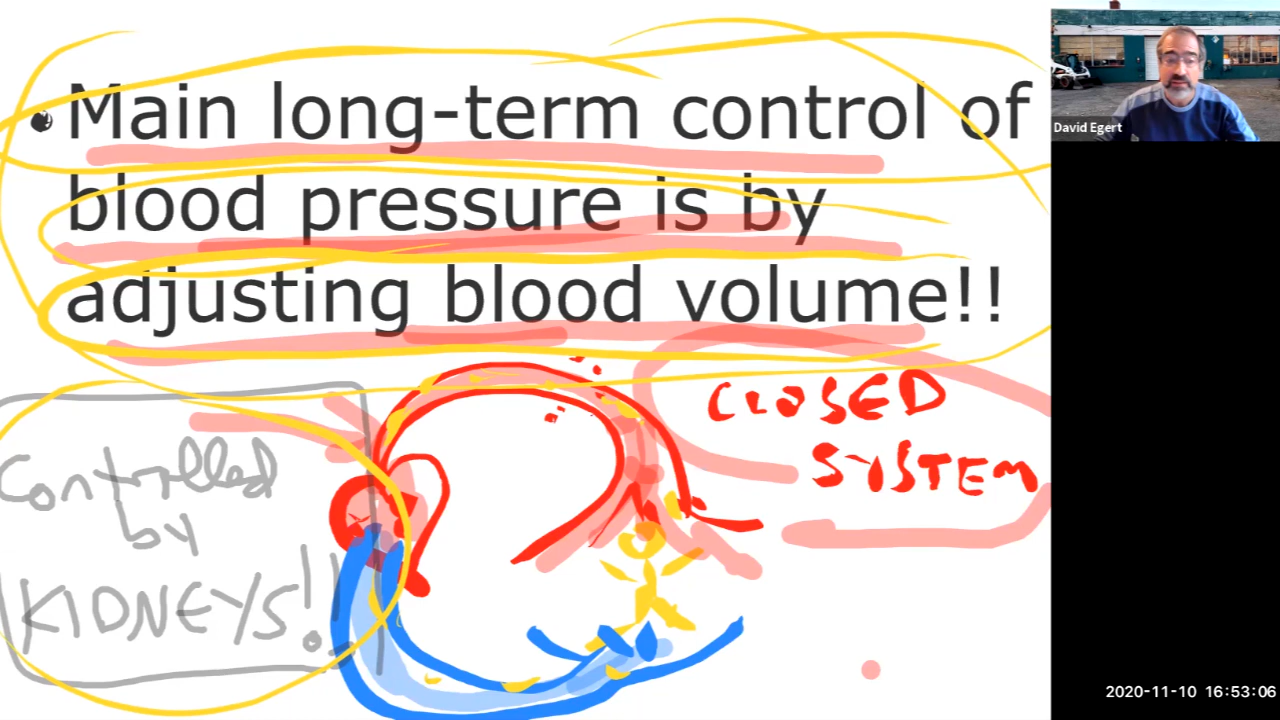 • Main long-term control of
blood pressure is by
adjusting blood volume!!
CLOSED
SYSTEM
Controlled
by
KIDNEYS!!
David Egert
2020-11-10 16:53:06